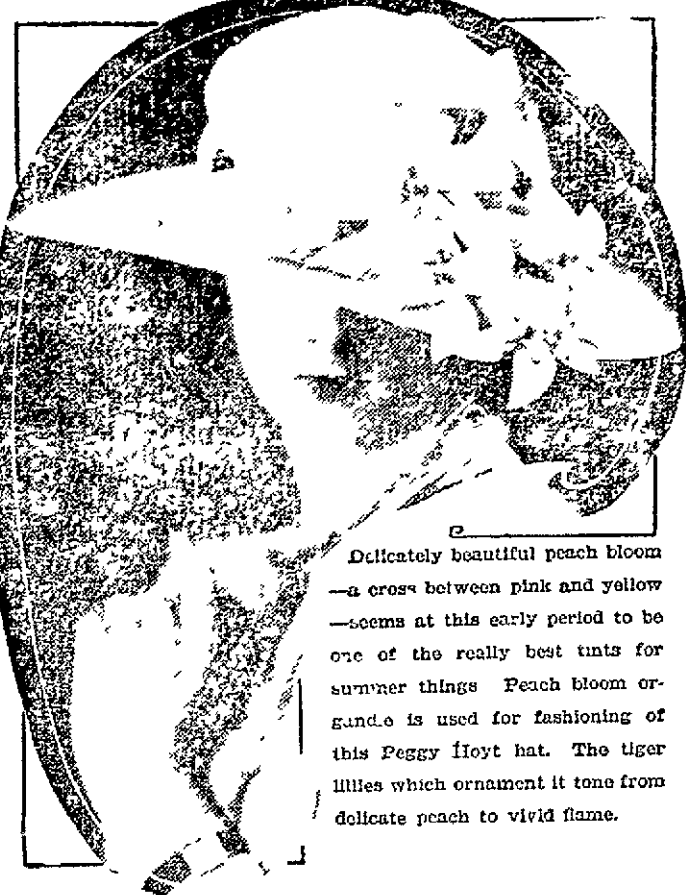 Delicately beautiful peach bloom
—a cross between pink and yellow
—seems at this early period to be
one of the really best tints for
summer things Peach bloom or-
gandie is used for fashioning of
this Peggy Hoyt hat. The tiger
lilies which ornament it tone from
delicate peach to vivid flame.